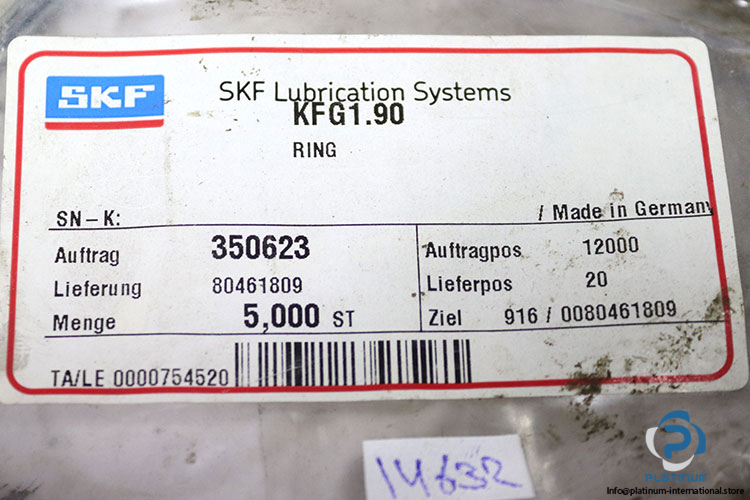 SKF
SKF Lubrication Systems
KFG1.90
RING
SN-K:
/ Made in Germany
Auftrag 350623
Auftragpos 12000
Lieferung 80461809
Lieferpos 20
Menge 5,000 ST
Ziel 916 / 0080461809
TA/LE 0000754520
14632
PLATINUM
Info@platinum-international.store